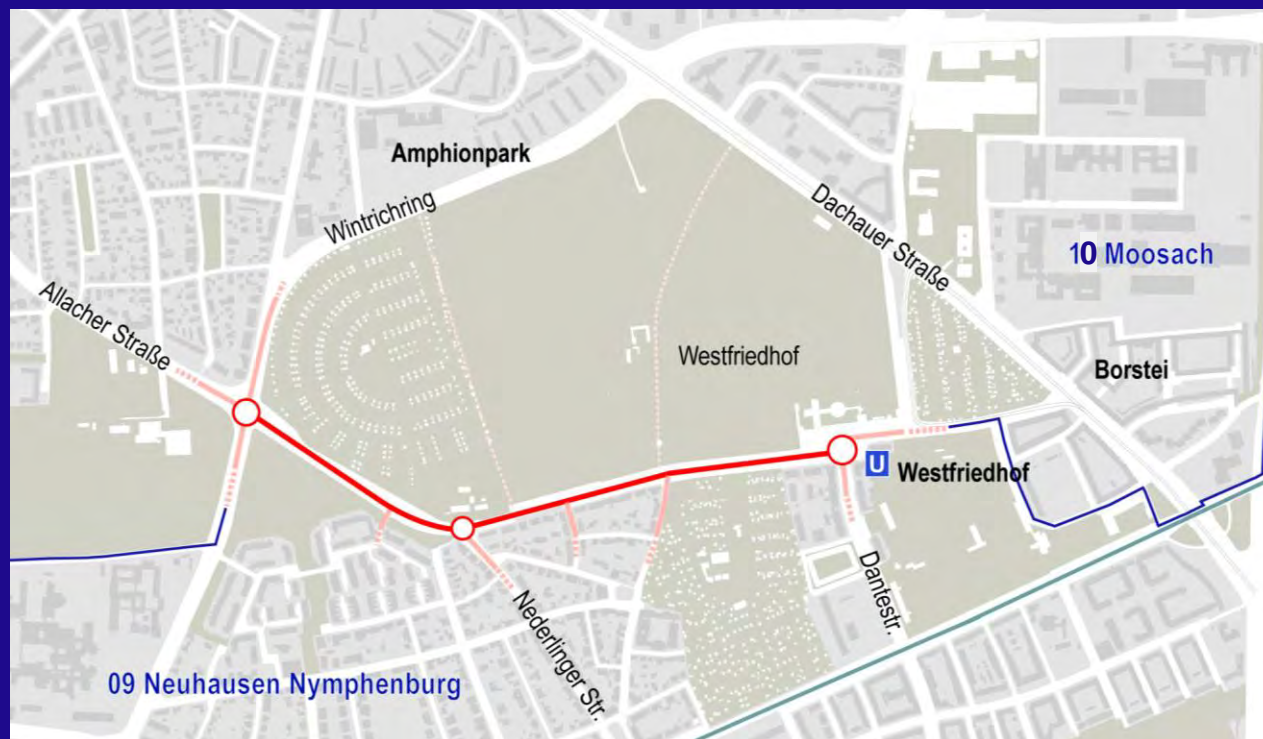 Amphionpark
Wintrichring
Dachauer Straße
10 Moosach
Allacher Straße
Westfriedhof
Borstei
U Westfriedhof
Dantestr.
Nederlinger Str.
09 Neuhausen Nymphenburg